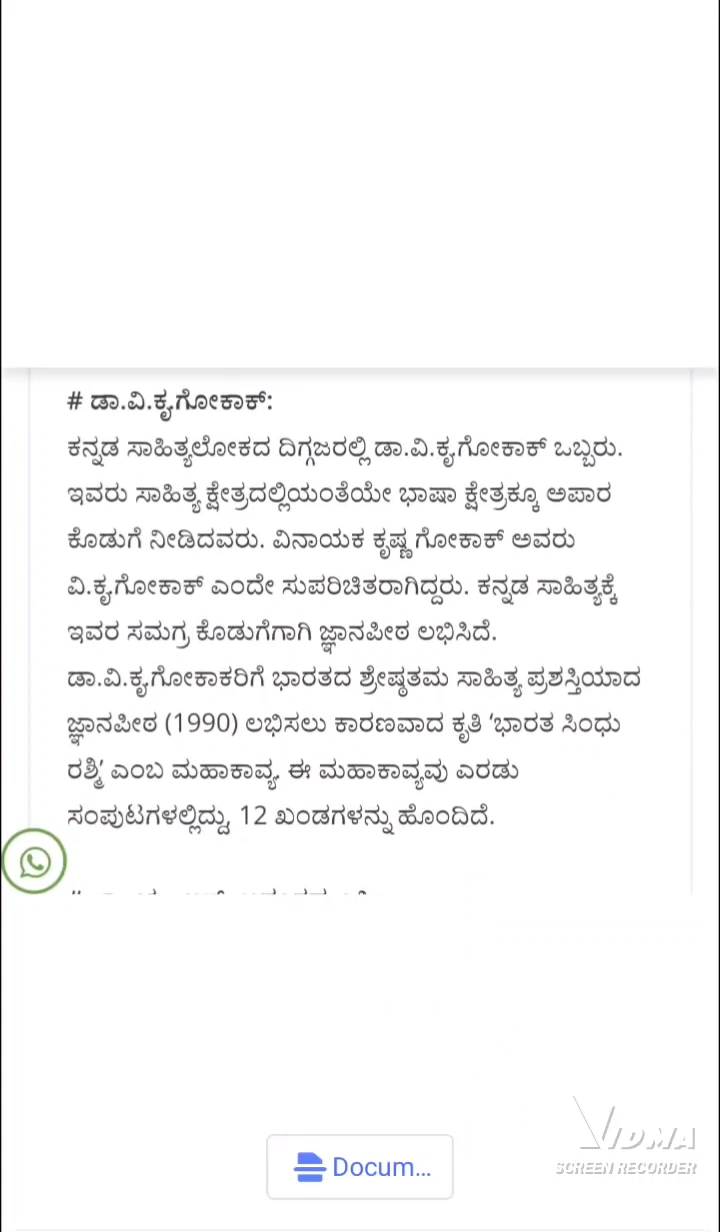 # ಡಾ.ವಿ.ಕೃ.ಗೋಕಾಕ್:
ಕನ್ನಡ ಸಾಹಿತ್ಯಲೋಕದ ದಿಗ್ಗಜರಲ್ಲಿ ಡಾ.ವಿ.ಕೃ.ಗೋಕಾಕ್ ಒಬ್ಬರು.
ಇವರು ಸಾಹಿತ್ಯ ಕ್ಷೇತ್ರದಲ್ಲಿಯಂತೆಯೇ ಭಾಷಾ ಕ್ಷೇತ್ರಕ್ಕೂ ಅಪಾರ
ಕೊಡುಗೆ ನೀಡಿದವರು. ವಿನಾಯಕ ಕೃಷ್ಣ ಗೋಕಾಕ್ ಅವರು
ವಿ.ಕೃ.ಗೋಕಾಕ್ ಎಂದೇ ಸುಪರಿಚಿತರಾಗಿದ್ದರು. ಕನ್ನಡ ಸಾಹಿತ್ಯಕ್ಕೆ
ಇವರ ಸಮಗ್ರ ಕೊಡುಗೆಗಾಗಿ ಜ್ಞಾನಪೀಠ ಲಭಿಸಿದೆ.
ಡಾ.ವಿ.ಕೃ.ಗೋಕಾಕರಿಗೆ ಭಾರತದ ಶ್ರೇಷ್ಠತಮ ಸಾಹಿತ್ಯ ಪ್ರಶಸ್ತಿಯಾದ
ಜ್ಞಾನಪೀಠ (1990) ಲಭಿಸಲು ಕಾರಣವಾದ ಕೃತಿ ‘ಭಾರತ ಸಿಂಧು
ರಶ್ಮಿ’ ಎಂಬ ಮಹಾಕಾವ್ಯ. ಈ ಮಹಾಕಾವ್ಯವು ಎರಡು
ಸಂಪುಟಗಳಲ್ಲಿದ್ದು, 12 ಖಂಡಗಳನ್ನು ಹೊಂದಿದೆ.
Docum...
VIDMA
SCREEN RECORDER